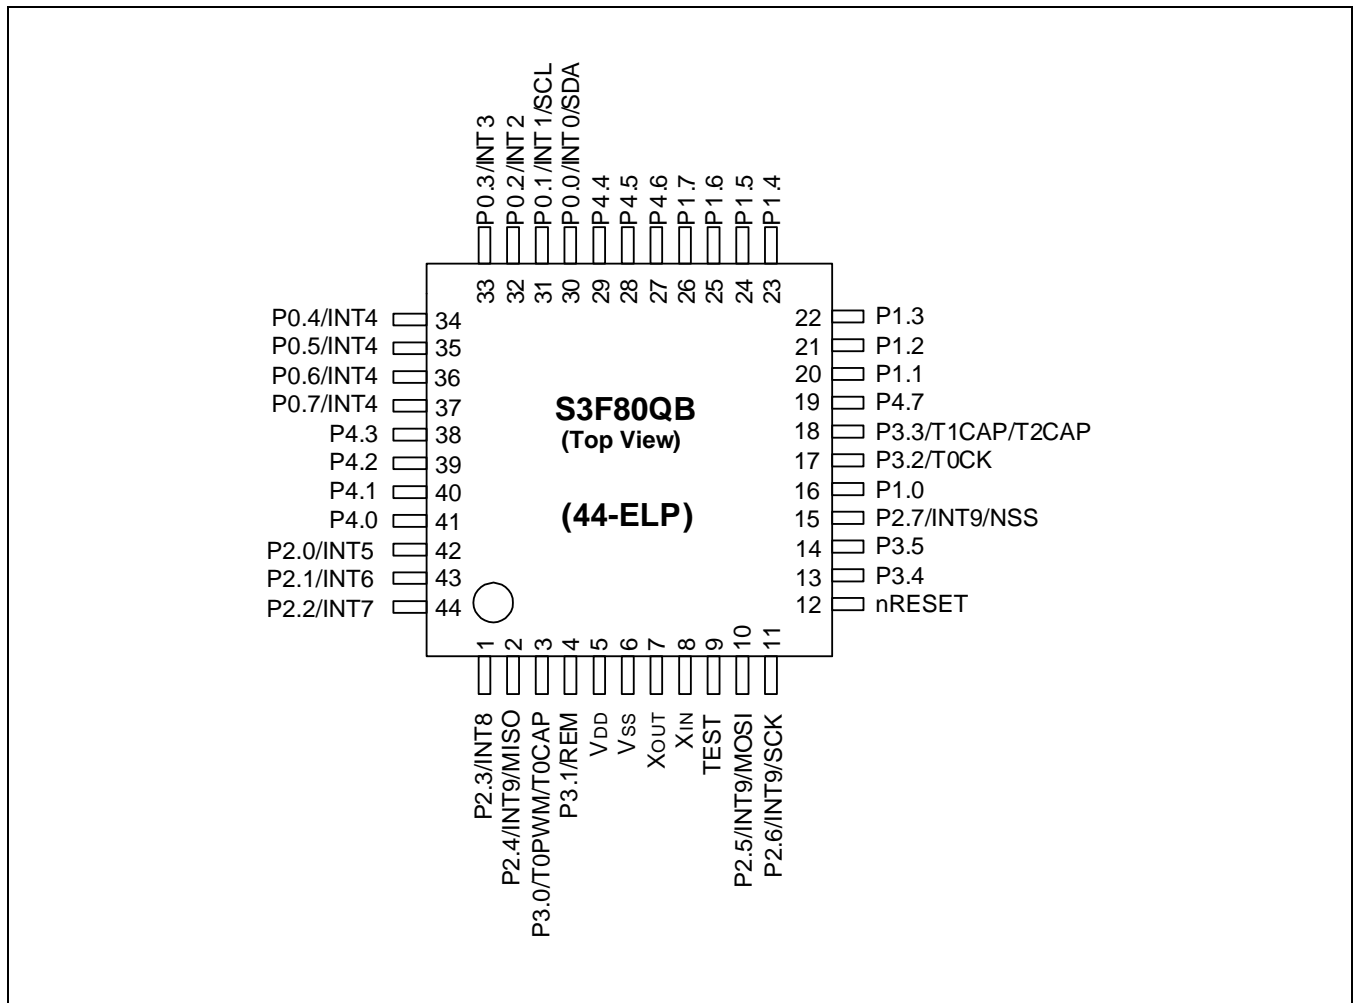 P0.3/INT3
P0.2/INT2
P0.1/INT1/SCL
P0.0/INT0/SDA
P4.4
P4.5
P4.6
P1.7
P1.6
P1.5
P1.4
33
32
31
30
29
28
27
26
25
24
23
P0.4/INT4 34
P0.5/INT4 35
P0.6/INT4 36
P0.7/INT4 37
P4.3 38
P4.2 39
P4.1 40
P4.0 41
P2.0/INT5 42
P2.1/INT6 43
P2.2/INT7 44
S3F80QB
(Top View)
(44-ELP)
22 P1.3
21 P1.2
20 P1.1
19 P4.7
18 P3.3/T1CAP/T2CAP
17 P3.2/T0CK
16 P1.0
15 P2.7/INT9/NSS
14 P3.5
13 P3.4
12 nRESET
1
2
3
4
5
6
7
8
9
10
11
P2.3/INT8
P2.4/INT9/MISO
P3.0/T0PWM/T0CAP
P3.1/REM
VDD
VSS
XOUT
XIN
TEST
P2.5/INT9/MOSI
P2.6/INT9/SCK